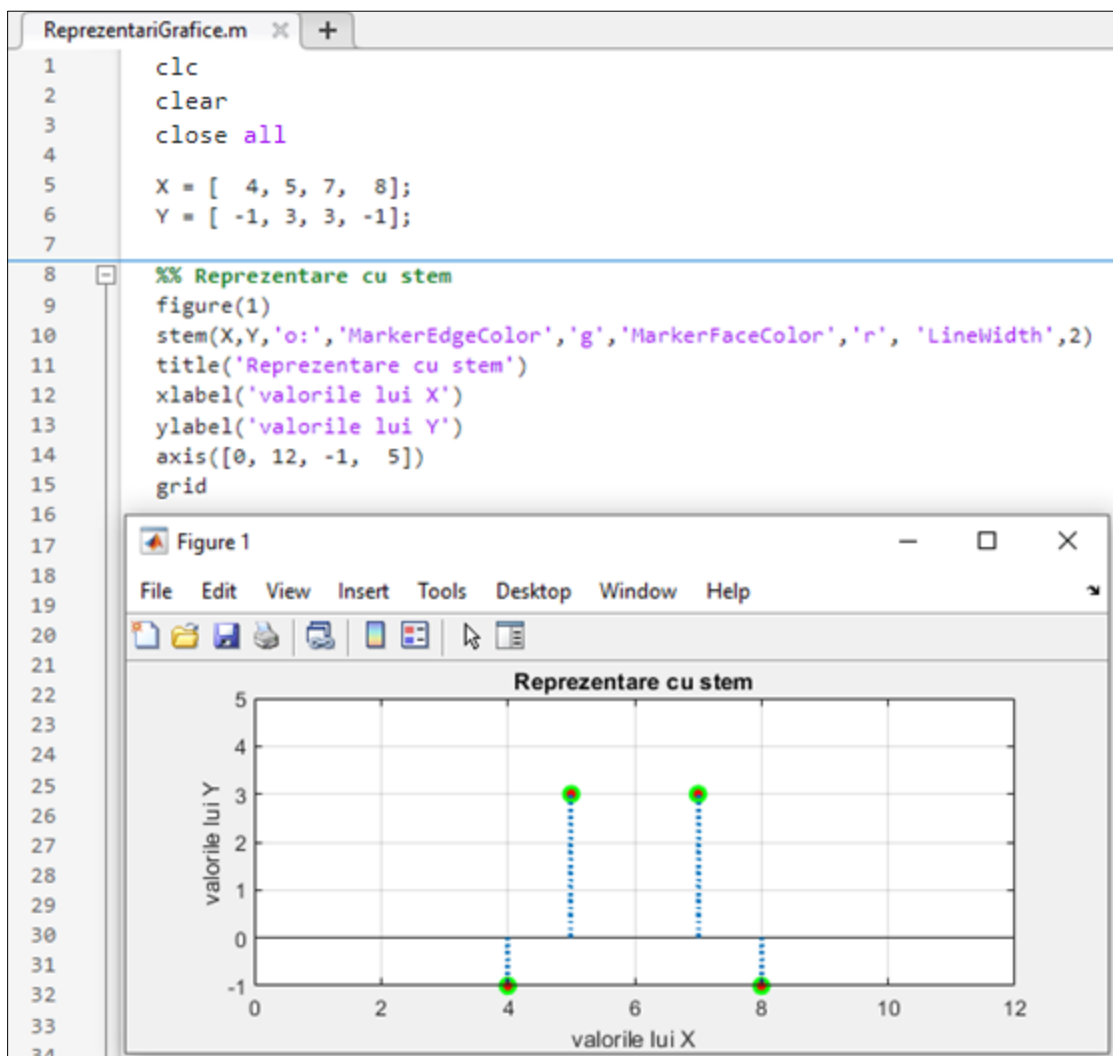 ReprezentariGrafice.m
1 clc
2 clear
3 close all
4
5 X = [  4, 5, 7,  8];
6 Y = [ -1, 3, 3, -1];
7
8 %% Reprezentare cu stem
9 figure(1)
10 stem(X,Y,'o:','MarkerEdgeColor','g','MarkerFaceColor','r', 'LineWidth',2)
11 title('Reprezentare cu stem')
12 xlabel('valorile lui X')
13 ylabel('valorile lui Y')
14 axis([0, 12, -1,  5])
15 grid
16
17
18
19
20
21
22
23
24
25
26
27
28
29
30
31
32
33
34
Figure 1
File Edit View Insert Tools Desktop Window Help
Reprezentare cu stem
valorile lui Y
5
4
3
2
1
0
-1
0 2 4 6 8 10 12
valorile lui X